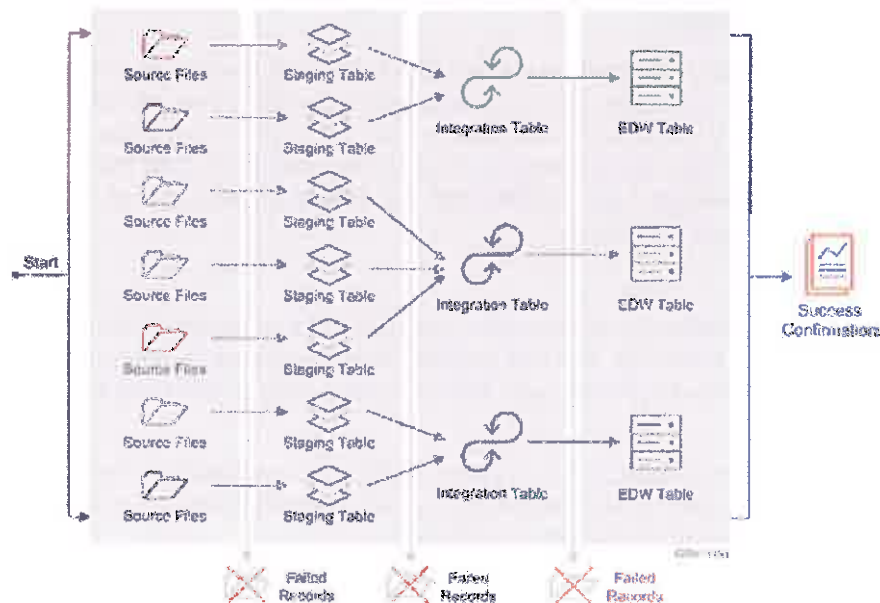 Source Files
Staging Table
Integration Table
EDW Table
Source Files
Staging Table
Source Files
Staging Table
Start
Source Files
Staging Table
Integration Table
EDW Table
Success
Source Files
Staging Table
Source Files
Staging Table
Integration Table
EDW Table
Source Files
Staging Table
Failed
Records
Failed
Records
Failed
Records